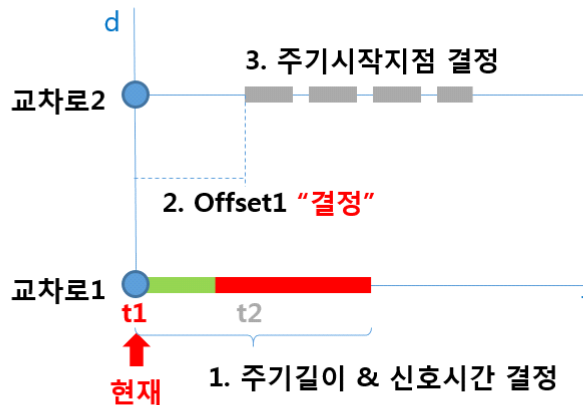 d
3. 주기시작지점 결정
교차로2
2. Offset1 “결정”
교차로1
t1
t2
현재
1. 주기길이 & 신호시간 결정